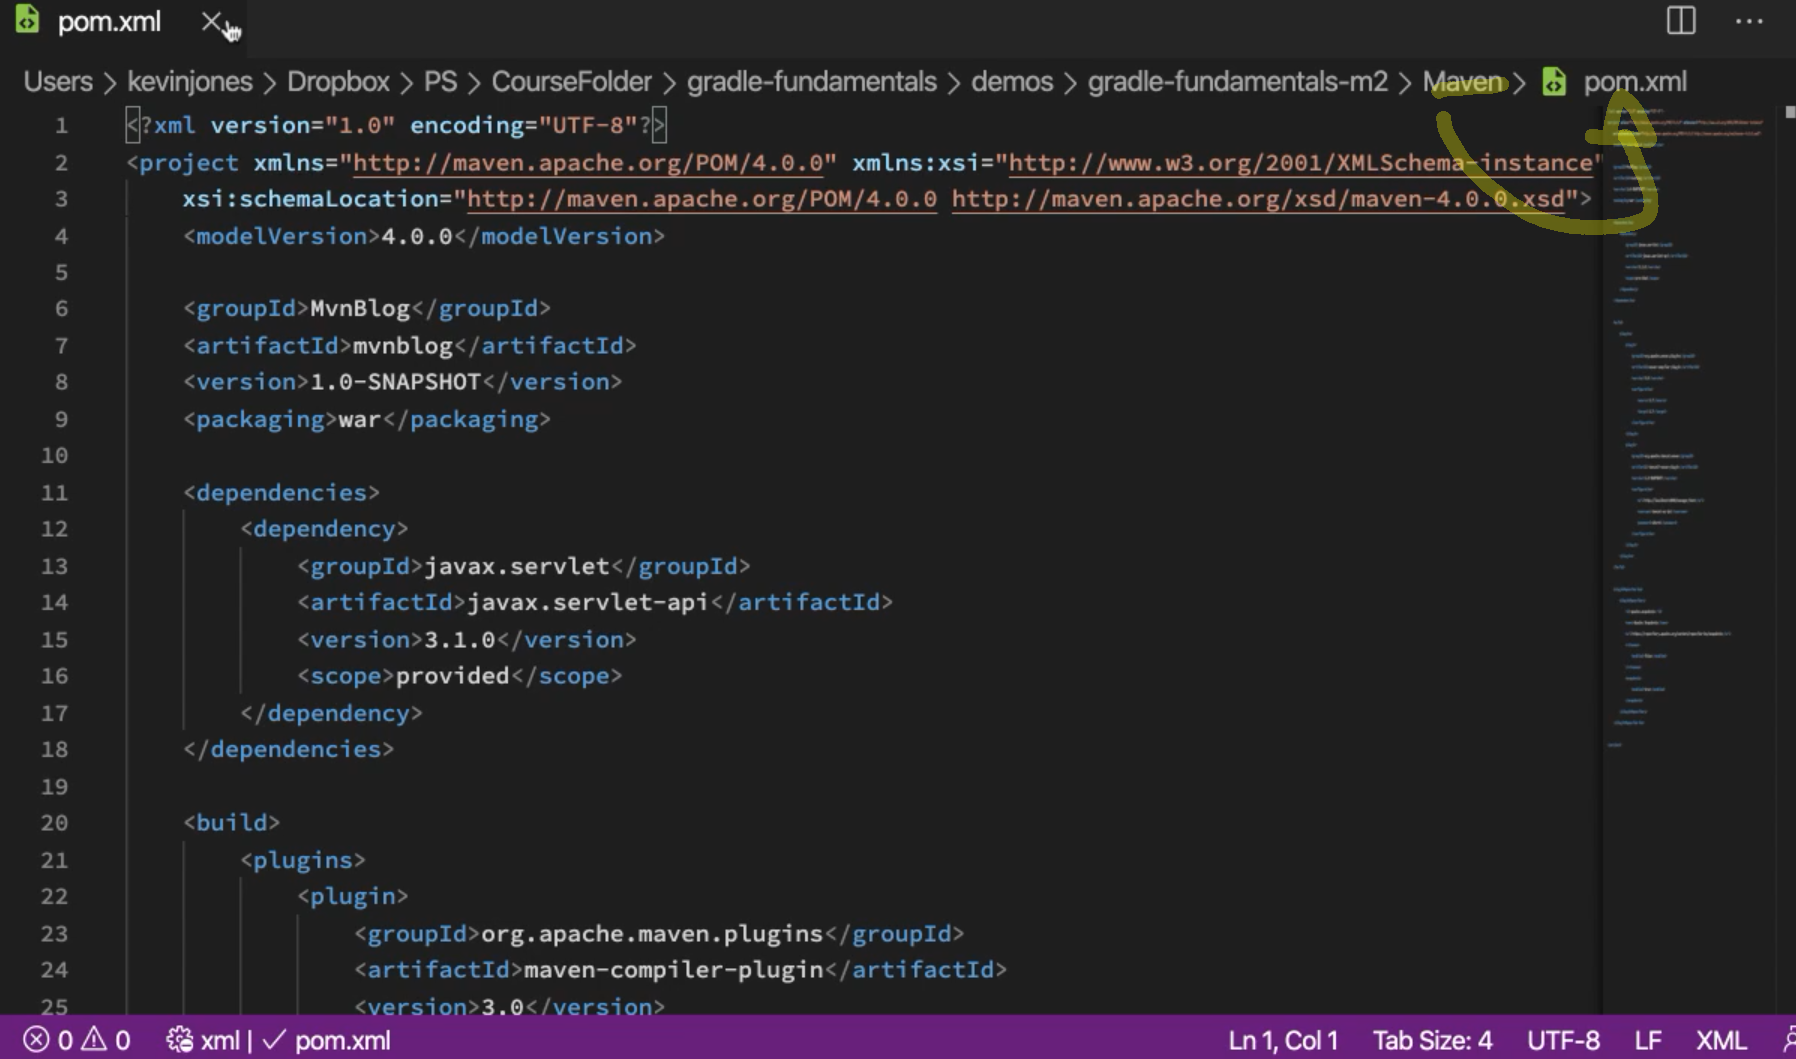 pom.xml
Users > kevinjones > Dropbox > PS > CourseFolder > gradle-fundamentals > demos > gradle-fundamentals-m2 > Maven > pom.xml
1 <?xml version="1.0" encoding="UTF-8"?>
2 <project xmlns="http://maven.apache.org/POM/4.0.0" xmlns:xsi="http://www.w3.org/2001/XMLSchema-instance"
3 xsi:schemaLocation="http://maven.apache.org/POM/4.0.0 http://maven.apache.org/xsd/maven-4.0.0.xsd">
4 <modelVersion>4.0.0</modelVersion>
5
6 <groupId>MvnBlog</groupId>
7 <artifactId>mvnblog</artifactId>
8 <version>1.0-SNAPSHOT</version>
9 <packaging>war</packaging>
10
11 <dependencies>
12 <dependency>
13 <groupId>javax.servlet</groupId>
14 <artifactId>javax.servlet-api</artifactId>
15 <version>3.1.0</version>
16 <scope>provided</scope>
17 </dependency>
18 </dependencies>
19
20 <build>
21 <plugins>
22 <plugin>
23 <groupId>org.apache.maven.plugins</groupId>
24 <artifactId>maven-compiler-plugin</artifactId>
25 <version>3.0</version>
0 0 xml | ✓ pom.xml Ln 1, Col 1 Tab Size: 4 UTF-8 LF XML